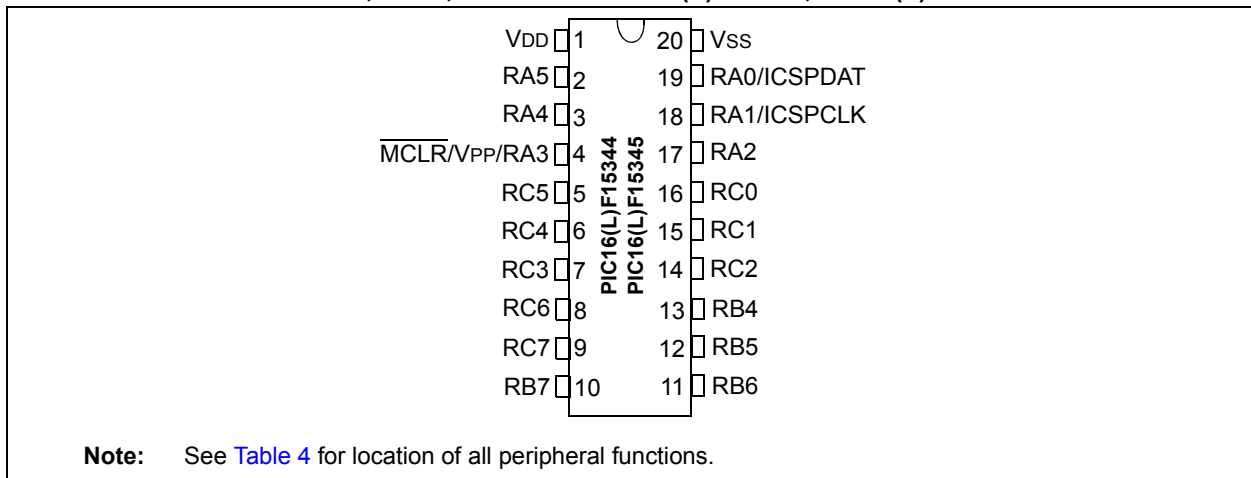 VDD 1 20 VSS
RA5 2 19 RA0/ICSPDAT
RA4 3 18 RA1/ICSPCLK
MCLR/VPP/RA3 4 17 RA2
RC5 5 16 RC0
RC4 6 15 RC1
RC3 7 14 RC2
RC6 8 13 RB4
RC7 9 12 RB5
RB7 10 11 RB6
PIC16(L)F15344
PIC16(L)F15345
Note: See Table 4 for location of all peripheral functions.